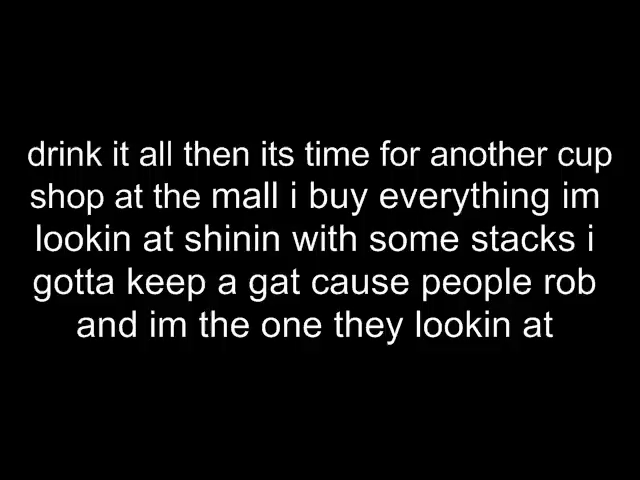 drink it all then its time for another cup
shop at the mall i buy everything im
lookin at shinin with some stacks i
gotta keep a gat cause people rob
and im the one they lookin at